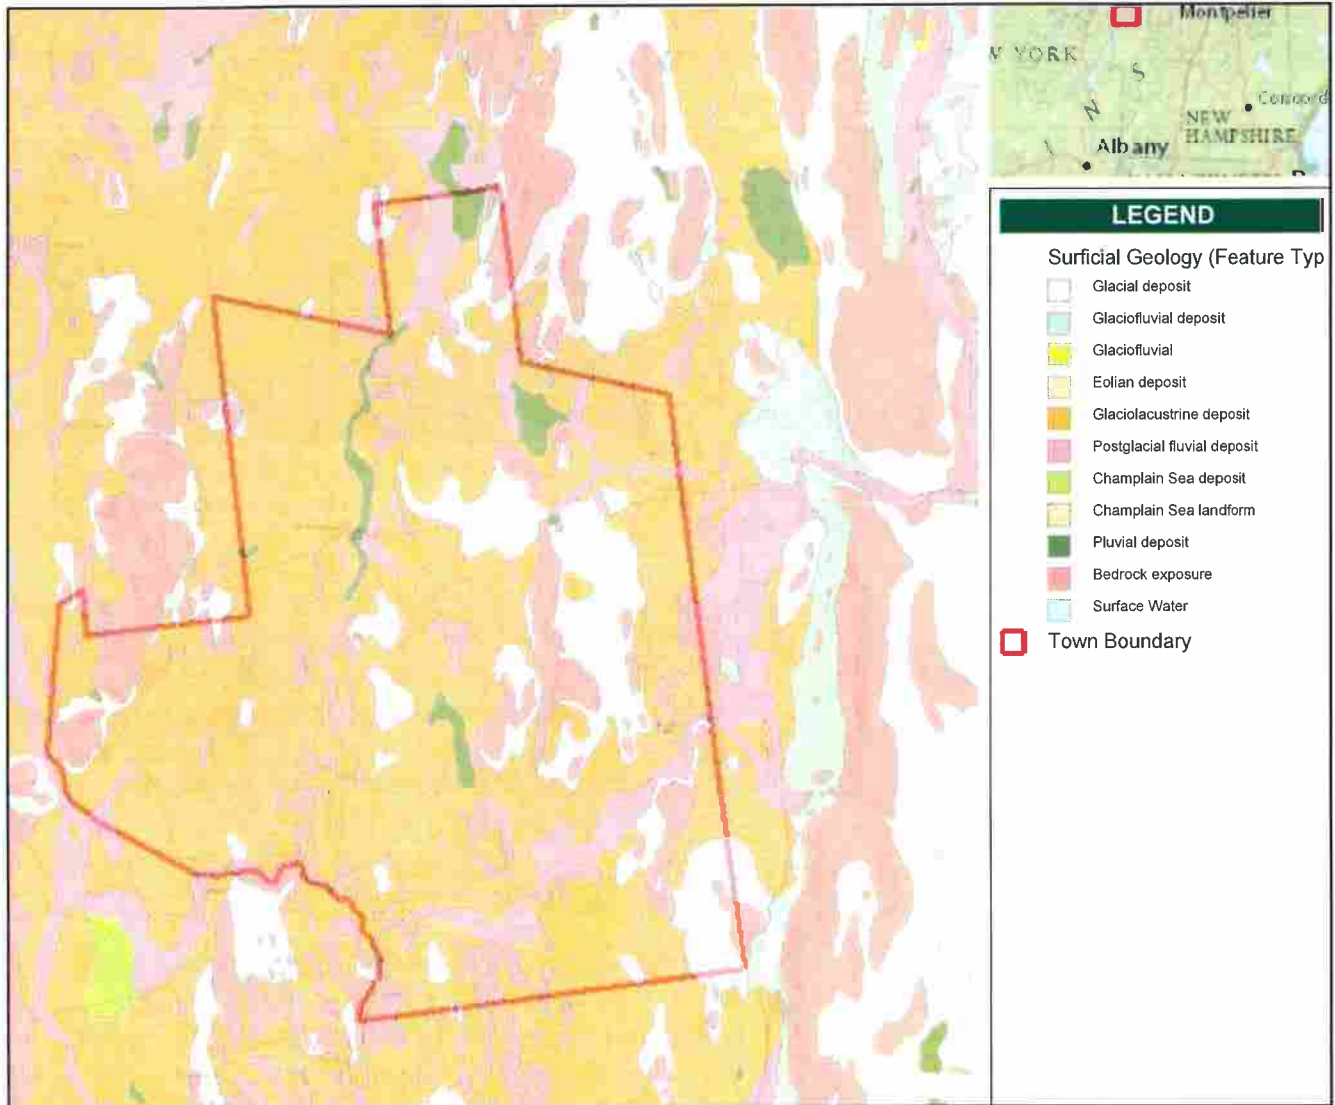 Montpelier
W YORK
S
Concord
N
NEW
HAMPSHIRE
I
Albany
LEGEND
Surficial Geology (Feature Typ
Glacial deposit
Glaciofluvial deposit
Glaciofluvial
Eolian deposit
Glaciolacustrine deposit
Postglacial fluvial deposit
Champlain Sea deposit
Champlain Sea landform
Pluvial deposit
Bedrock exposure
Surface Water
Town Boundary